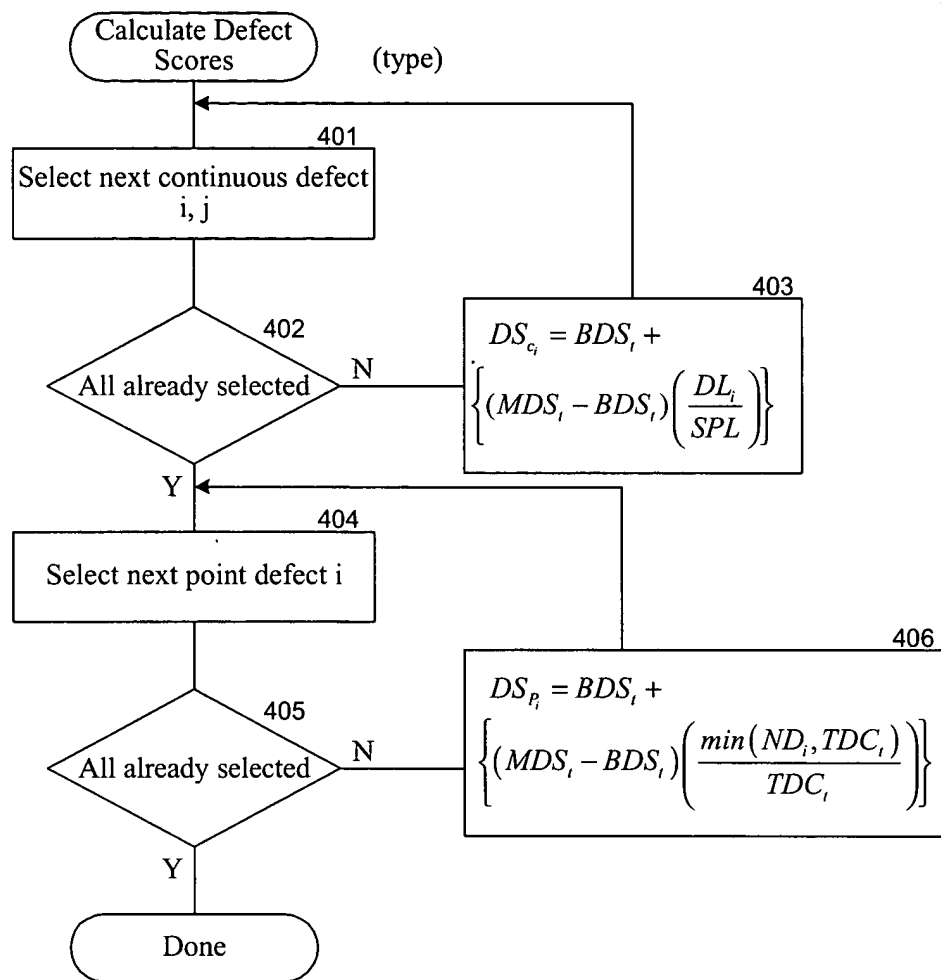 Calculate Defect
Scores
(type)
401
Select next continuous defect
i, j
402
All already selected
N
Y
403
DS_{c_i} = BDS_t +
{(MDS_t - BDS_t)(DL_i / SPL)}
404
Select next point defect i
405
All already selected
N
Y
406
DS_{P_i} = BDS_t +
{(MDS_t - BDS_t)(min(ND_i, TDC_t) / TDC_t)}
Done